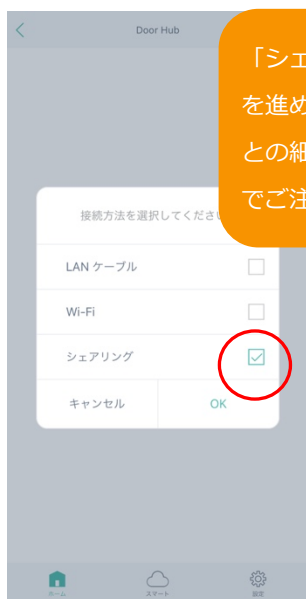 Door Hub
「シェ
を進め
との細
でご注
接続方法を選択してくださ
LAN ケーブル
Wi-Fi
シェアリング
キャンセル
OK
ホーム
スマート
設定